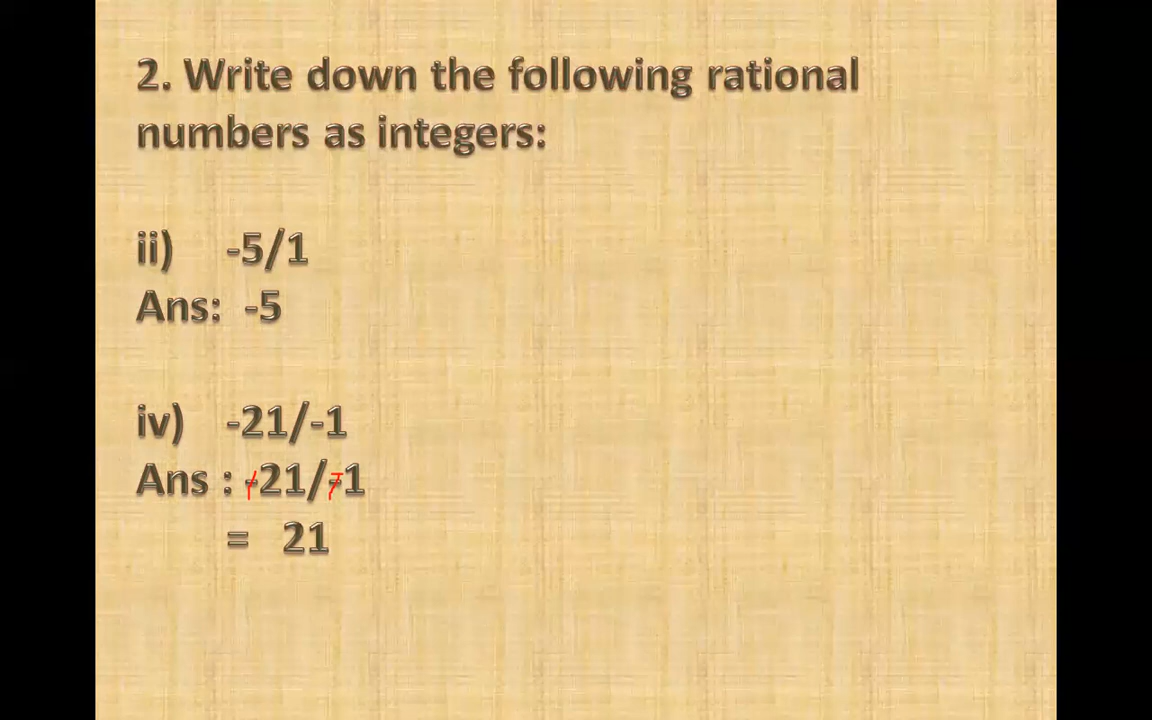 2. Write down the following rational
numbers as integers:
ii) -5/1
Ans: -5
iv) -21/-1
Ans : -21/-1
= 21